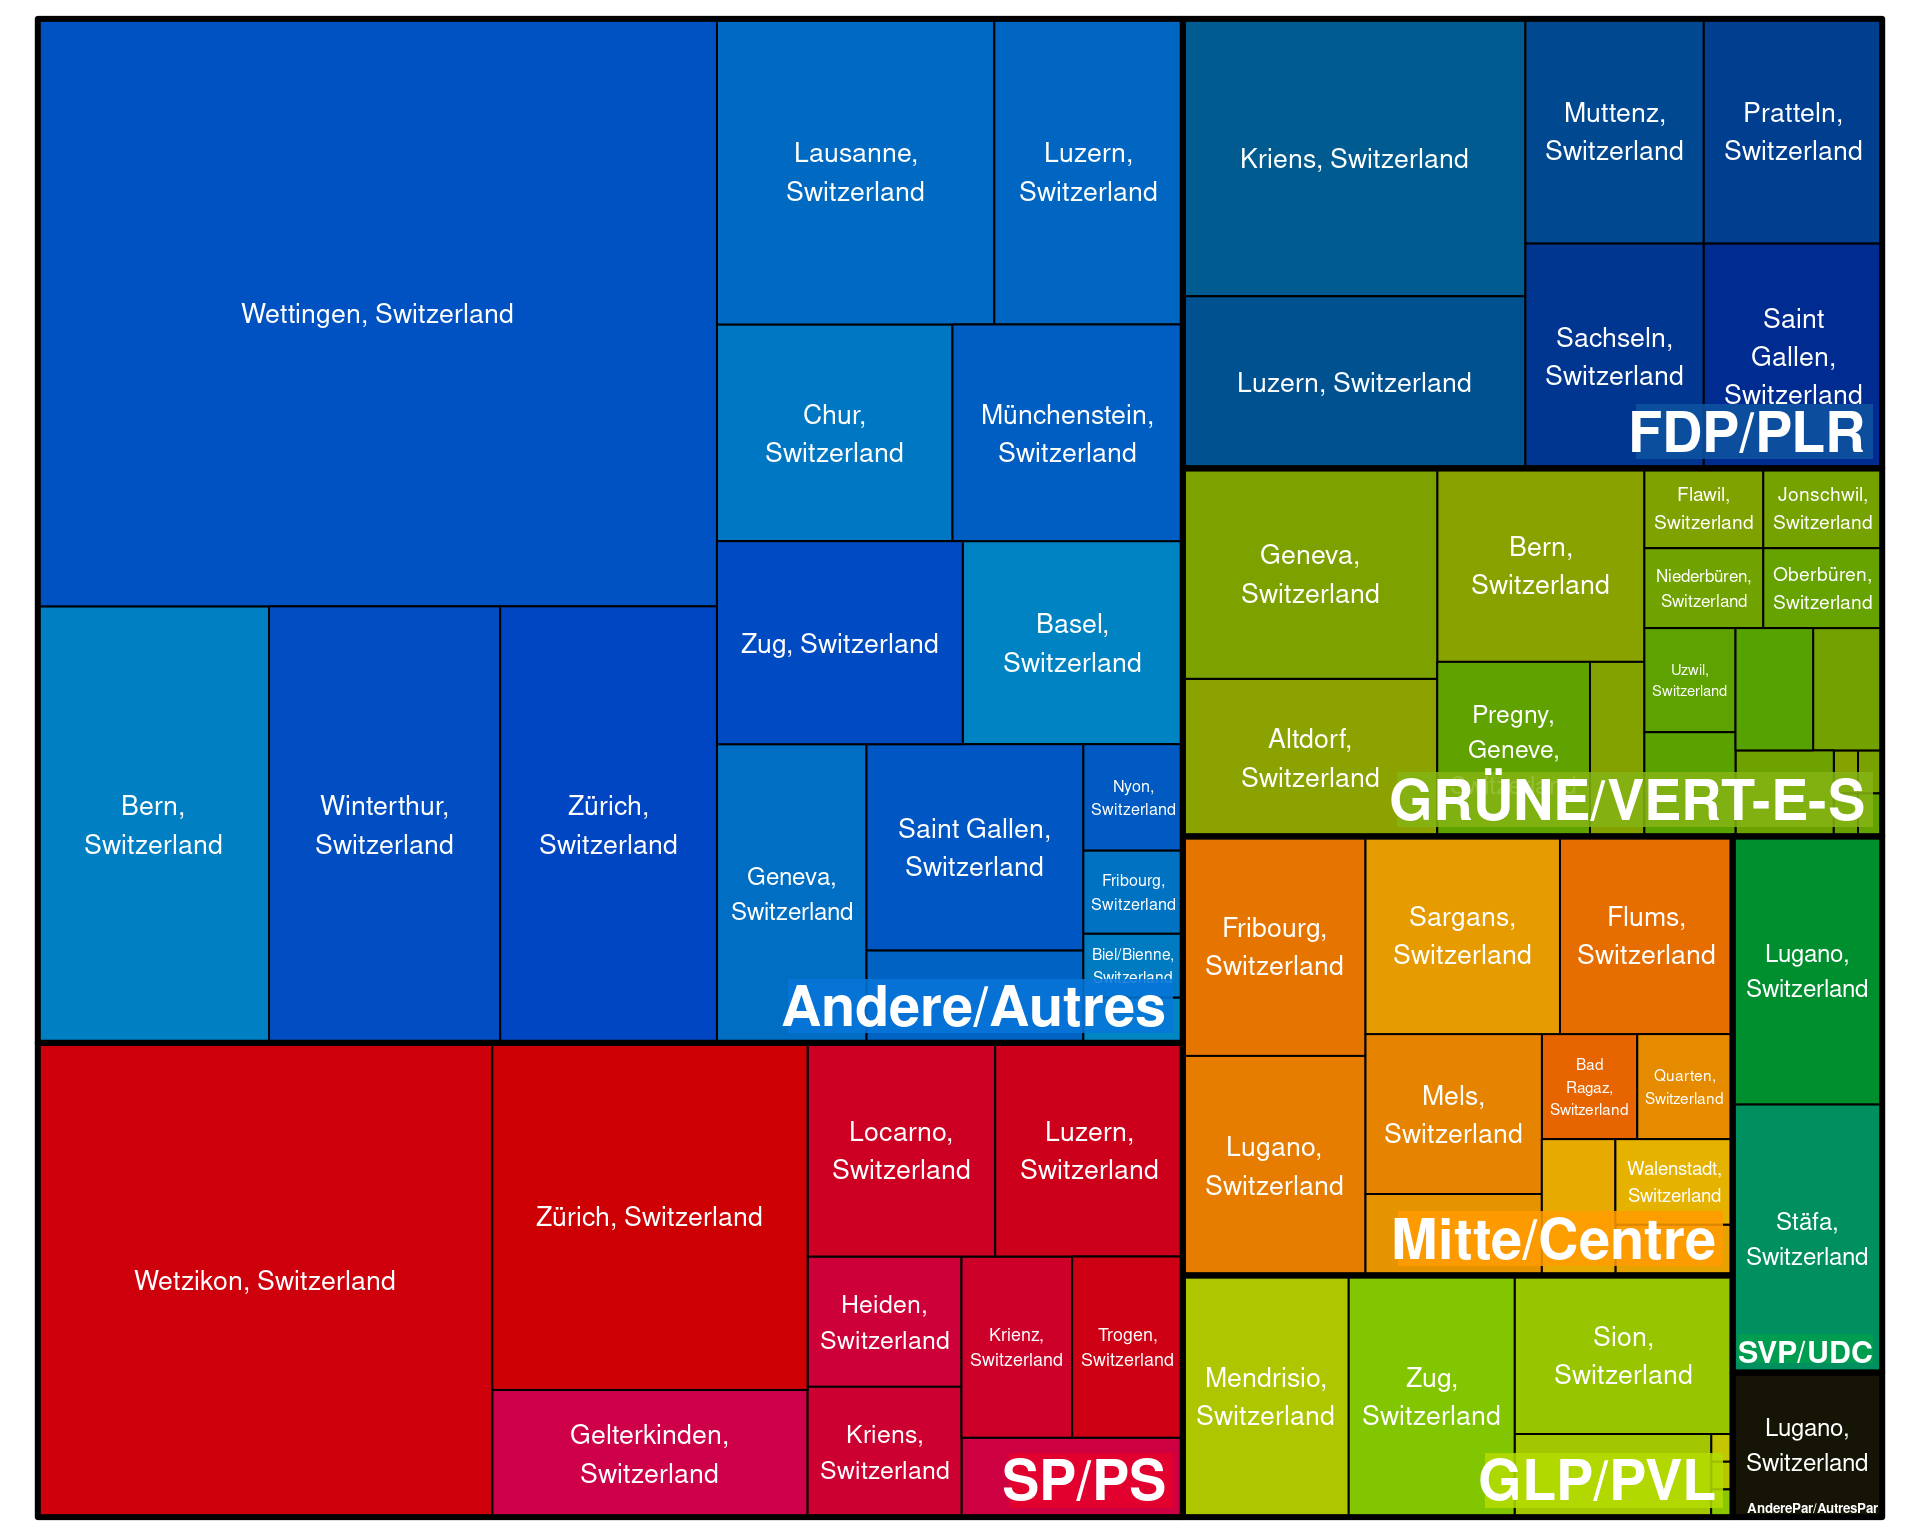 Wettingen, Switzerland
Lausanne,
Switzerland
Luzern,
Switzerland
Chur,
Switzerland
Münchenstein,
Switzerland
Zug, Switzerland
Basel,
Switzerland
Bern,
Switzerland
Winterthur,
Switzerland
Zürich,
Switzerland
Geneva,
Switzerland
Saint Gallen,
Switzerland
Nyon,
Switzerland
Fribourg,
Switzerland
Biel/Bienne,
Switzerland
Andere/Autres
Wetzikon, Switzerland
Zürich, Switzerland
Gelterkinden,
Switzerland
Locarno,
Switzerland
Luzern,
Switzerland
Heiden,
Switzerland
Krienz,
Switzerland
Trogen,
Switzerland
Kriens,
Switzerland
SP/PS
Kriens, Switzerland
Luzern, Switzerland
Muttenz,
Switzerland
Pratteln,
Switzerland
Sachseln,
Switzerland
Saint
Gallen,
Switzerland
FDP/PLR
Geneva,
Switzerland
Altdorf,
Switzerland
Bern,
Switzerland
Pregny,
Geneve,
Switzerland
Flawil,
Switzerland
Jonschwil,
Switzerland
Niederbüren,
Switzerland
Oberbüren,
Switzerland
Uzwil,
Switzerland
GRÜNE/VERT-E-S
Fribourg,
Switzerland
Lugano,
Switzerland
Sargans,
Switzerland
Flums,
Switzerland
Mels,
Switzerland
Bad
Ragaz,
Switzerland
Quarten,
Switzerland
Walenstadt,
Switzerland
Mitte/Centre
Mendrisio,
Switzerland
Zug,
Switzerland
Sion,
Switzerland
GLP/PVL
Lugano,
Switzerland
Stäfa,
Switzerland
SVP/UDC
Lugano,
Switzerland
AnderePar/AutresPar